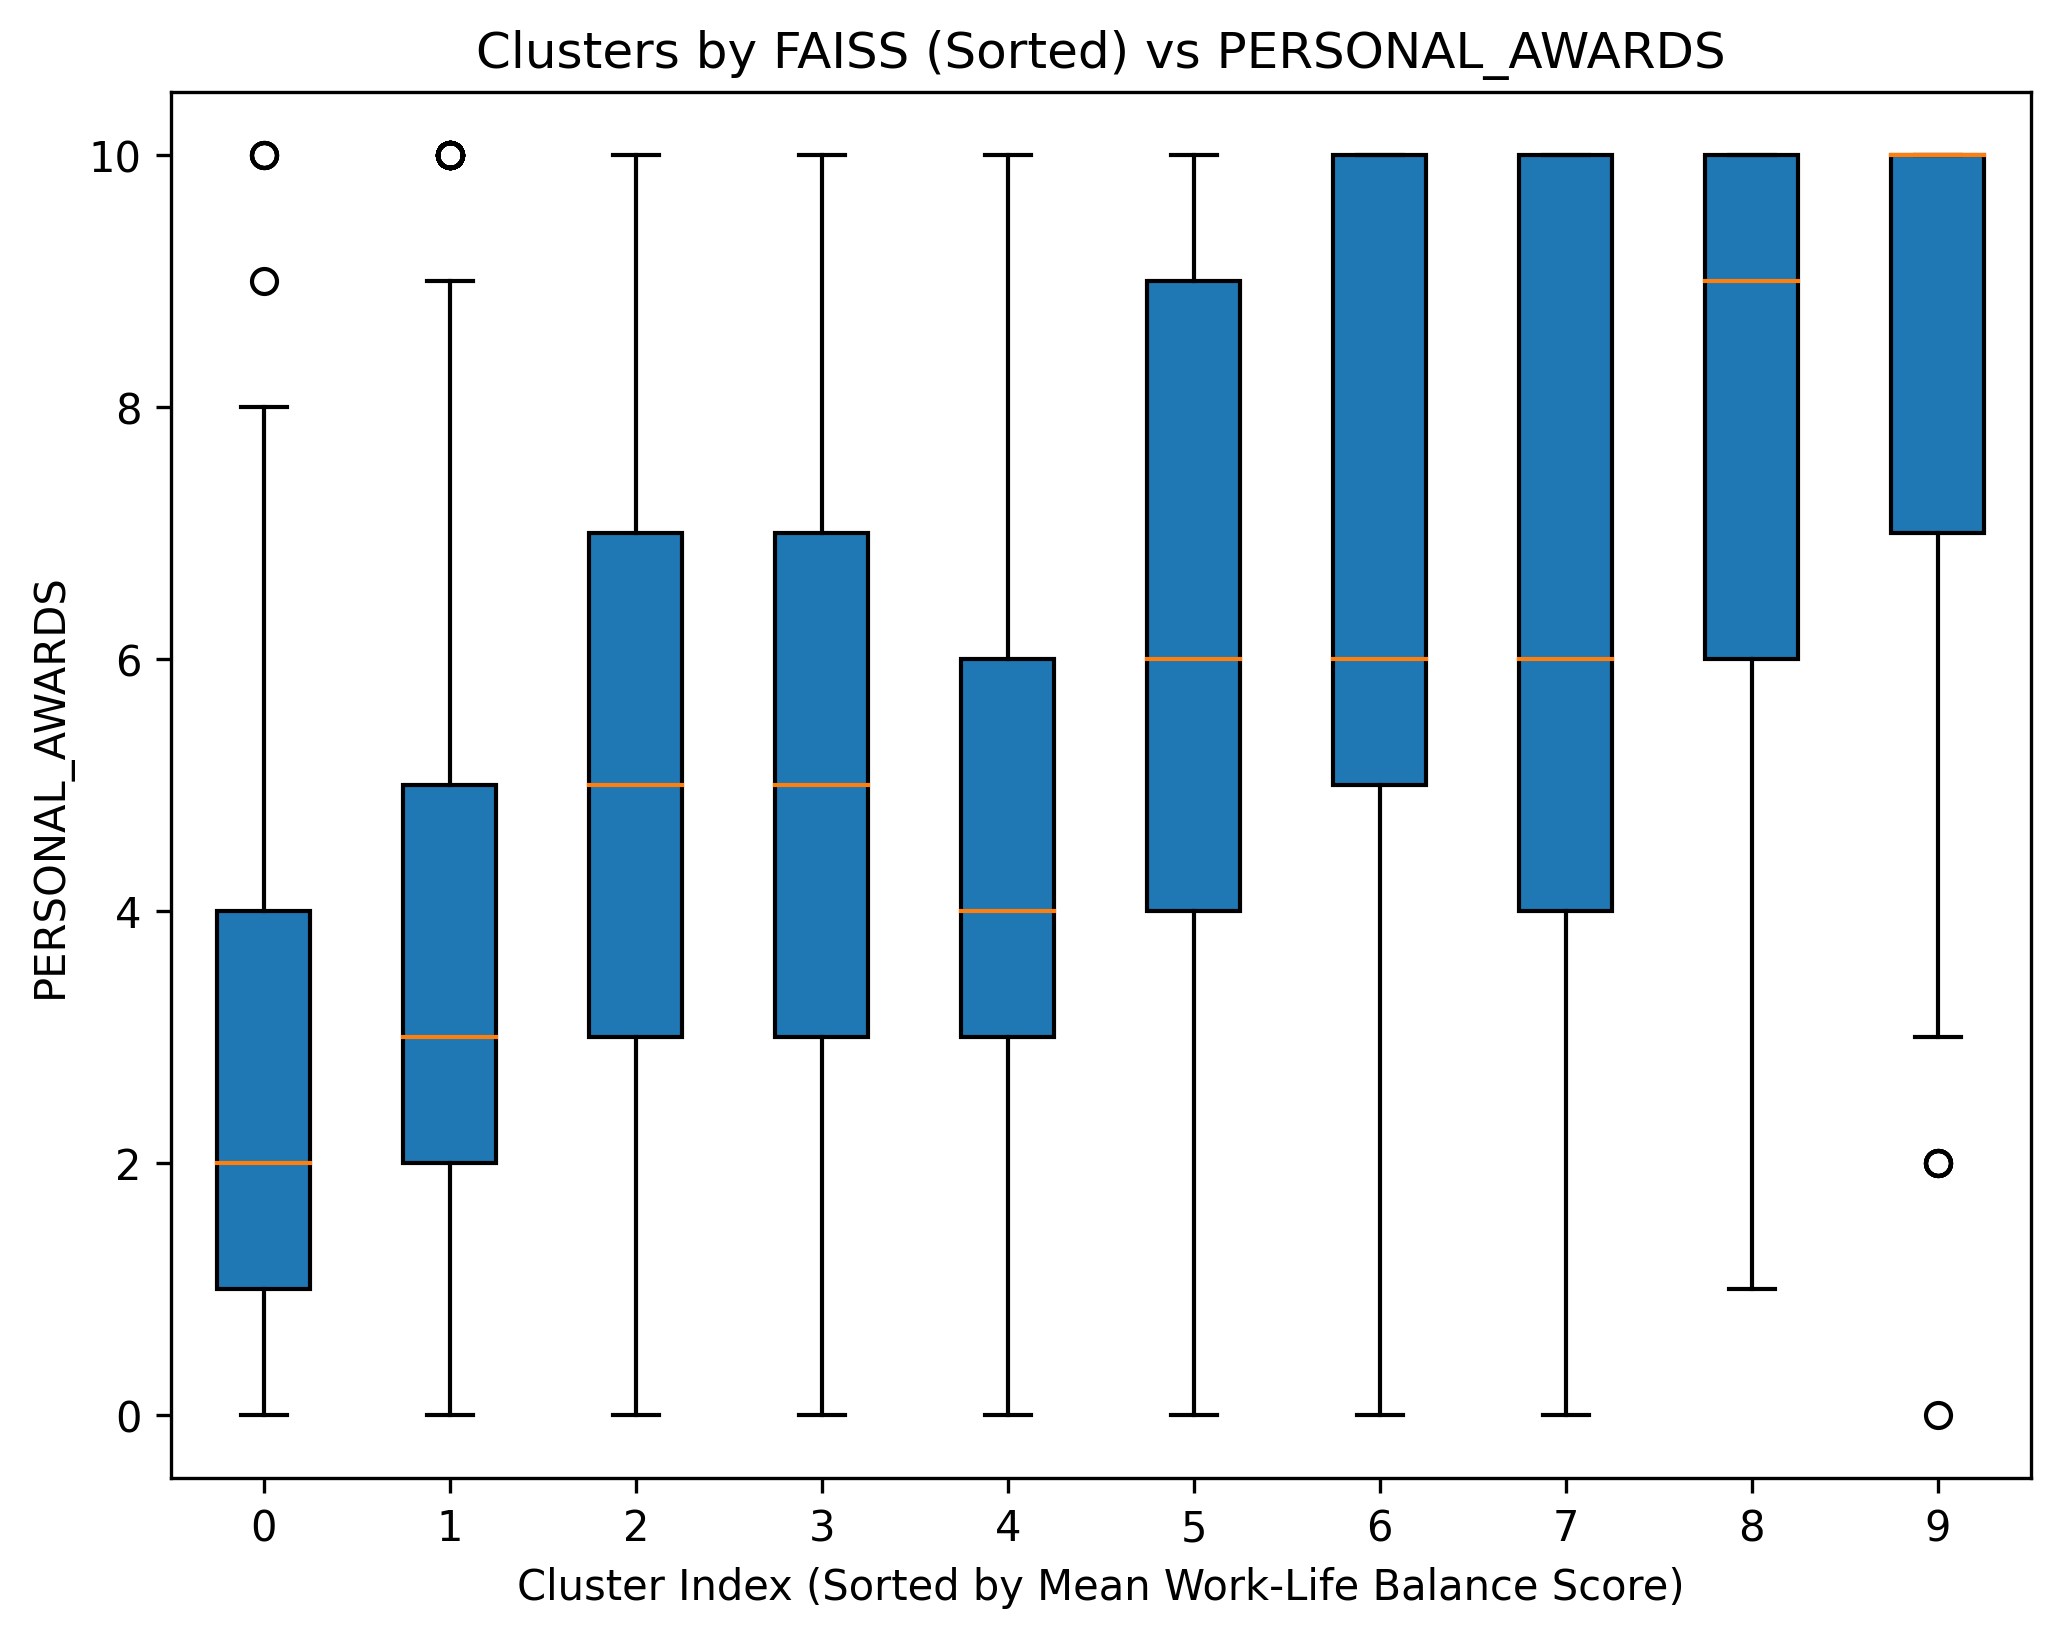 Clusters by FAISS (Sorted) vs PERSONAL_AWARDS
PERSONAL_AWARDS
10
8
6
4
2
0
0 1 2 3 4 5 6 7 8 9
Cluster Index (Sorted by Mean Work-Life Balance Score)